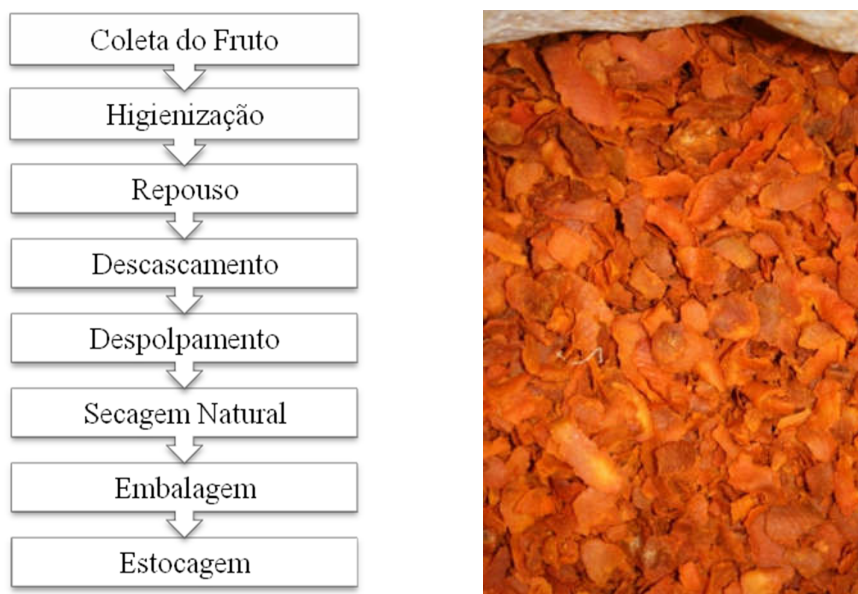 Coleta do Fruto
Higienização
Repouso
Descascamento
Despolpamento
Secagem Natural
Embalagem
Estocagem